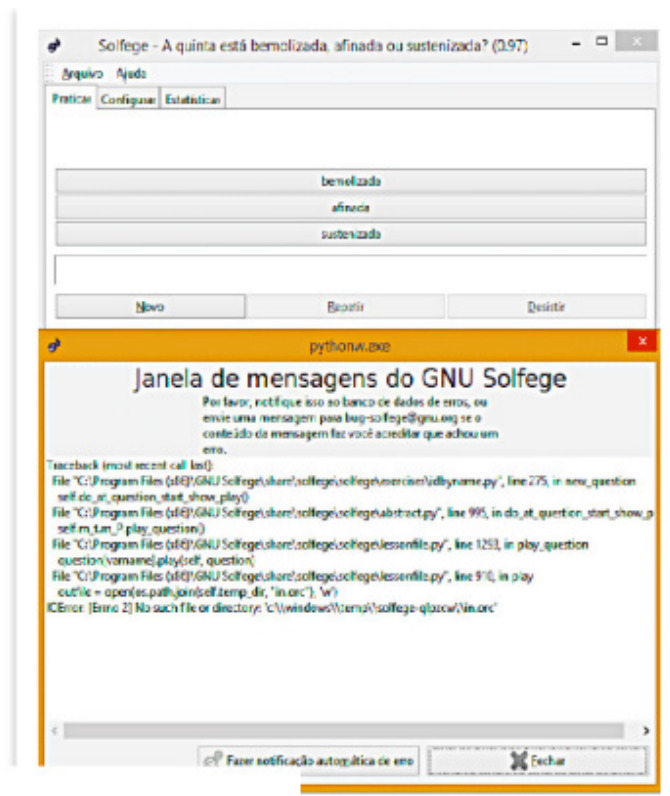 Solfege - A quinta está bemolizada, afinada ou sustenizada? (0.97)
Arquivo Ajuda
Praticar Configurar Estatísticar
bemolizada
afinada
sustenizada
Novo Repetir Desistir
pythonw.exe
Janela de mensagens do GNU Solfege
Por favor, notifique isso ao banco de dados de erros, ou
envie uma mensagem para bug-solfege@gnu.org se o
conteúdo da mensagem faz você acreditar que achou um
erro.
Traceback (most recent call last):
File "C:\Program Files (x86)\GNU Solfege\share\solfege\solfege\exercises\idbyname.py", line 275, in new_question
self.do_at_question_start_show_play()
File "C:\Program Files (x86)\GNU Solfege\share\solfege\solfege\abstract.py", line 995, in do_at_question_start_show_p
self.m_t.m_P.play_question()
File "C:\Program Files (x86)\GNU Solfege\share\solfege\solfege\lessonfile.py", line 1253, in play_question
question[varname].play(self, question)
File "C:\Program Files (x86)\GNU Solfege\share\solfege\solfege\lessonfile.py", line 910, in play
outfile = open(os.path.join(self.temp_dir, "in.orc"), 'w')
IOError: [Errno 2] No such file or directory:
Fazer notificação automática de erro Fechar